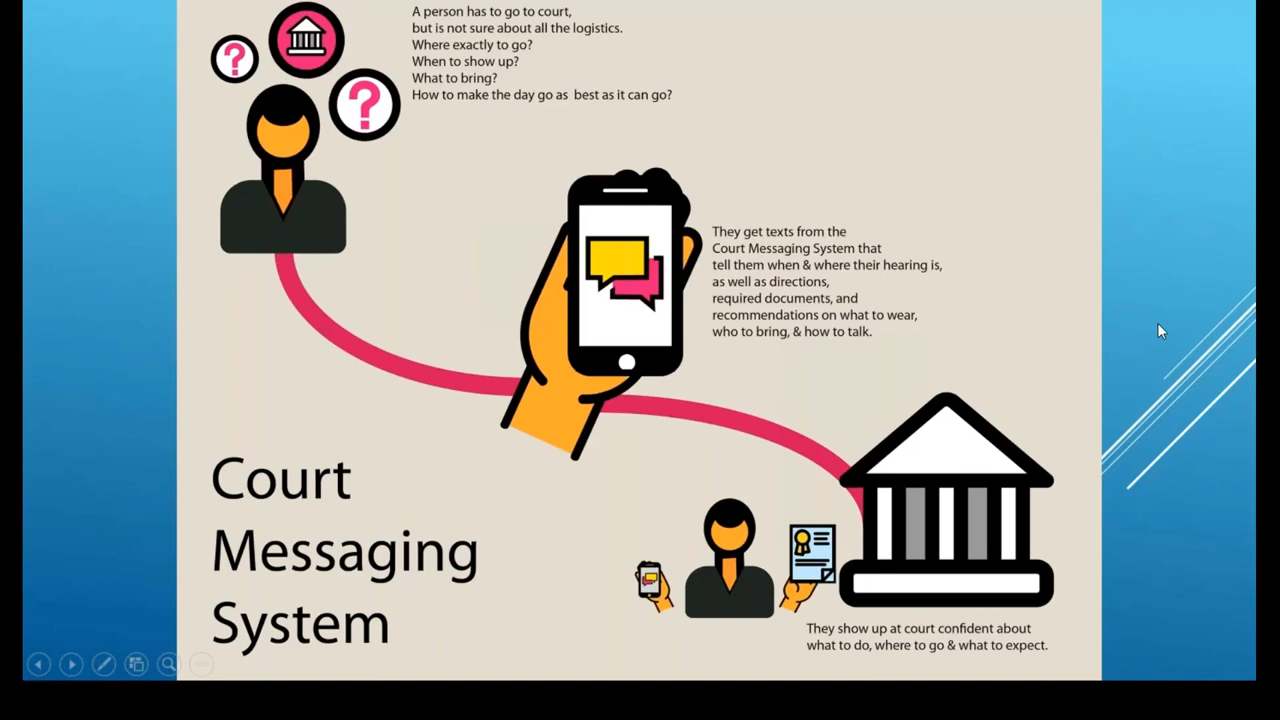 A person has to go to court,
but is not sure about all the logistics.
Where exactly to go?
When to show up?
What to bring?
How to make the day go as best as it can go?
?
?
They get texts from the
Court Messaging System that
tell them when & where their hearing is,
as well as directions,
required documents, and
recommendations on what to wear,
who to bring, & how to talk.
Court
Messaging
System
They show up at court confident about
what to do, where to go & what to expect.